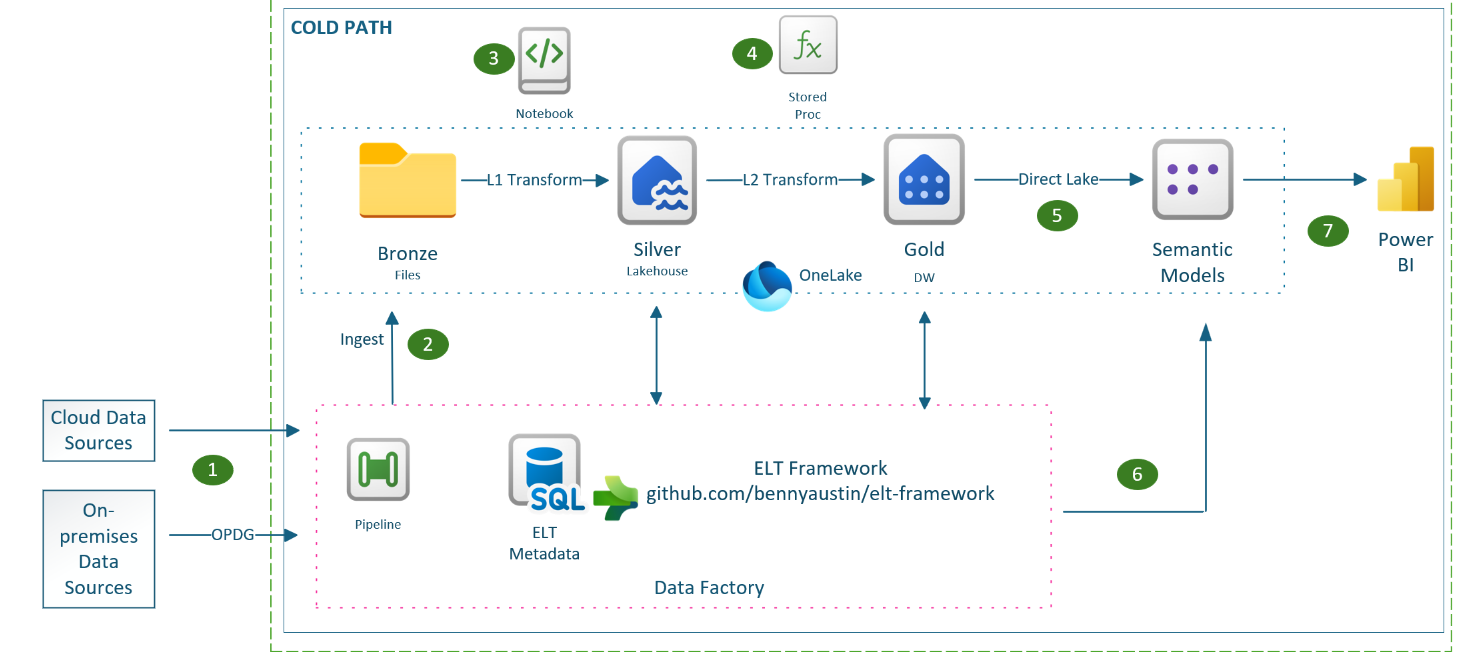 COLD PATH
3
Notebook
4
fx
Stored
Proc
L1 Transform
L2 Transform
Direct Lake
5
Bronze
Files
Silver
Lakehouse
OneLake
Gold
DW
Semantic
Models
7
Power
BI
Ingest
2
Cloud Data
Sources
1
On-
premises
Data
Sources
OPDG
Pipeline
SQL
ELT
Metadata
ELT Framework
github.com/bennyaustin/elt-framework
Data Factory
6